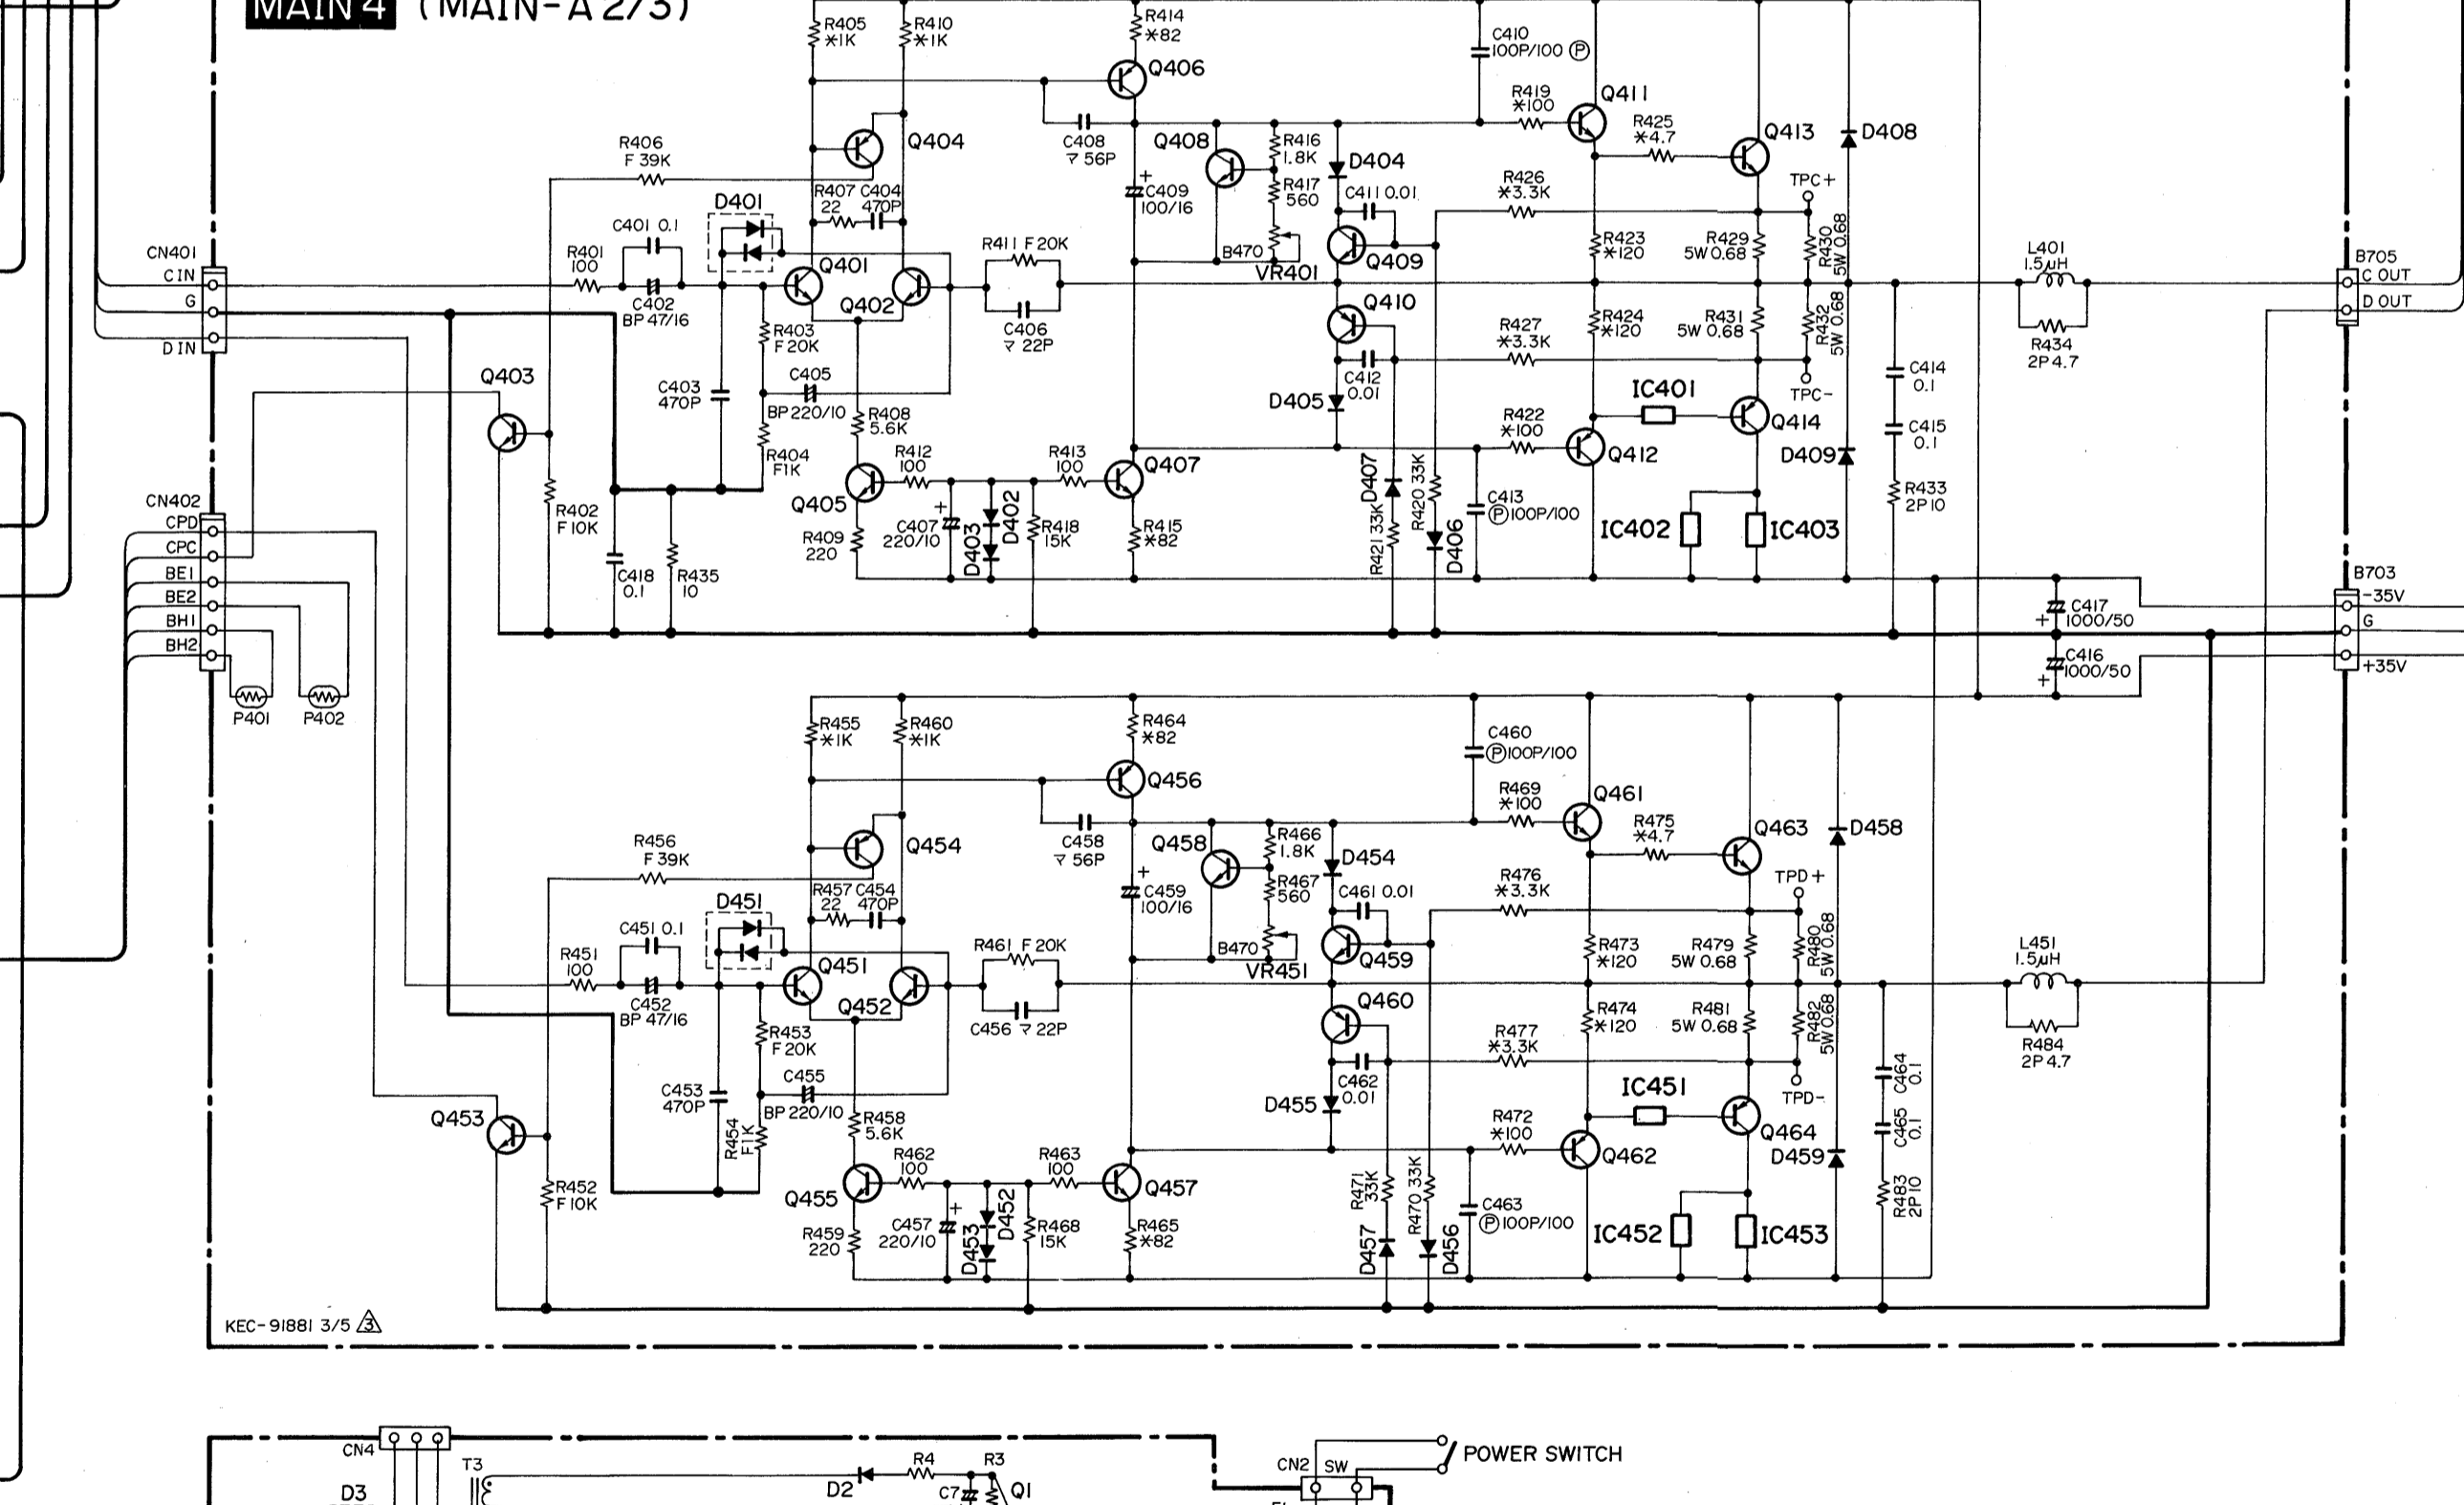 MAIN 4 (MAIN-A 2/3)
R405
*1K
R410
*1K
R414
*82
Q406
C410
100P/100 Ⓟ
R419
*100
Q411
R425
*4.7
Q413
D408
R406
F 39K
Q404
C408
マ 56P
Q408
R416
1.8K
R417
560
D404
C411 0.01
R426
*3.3K
TPC+
D401
R407
22
C404
470P
C409
100/16
+
C401 0.1
CN401
C IN
G
D IN
R401
100
C402
BP 47/16
Q401
Q402
R411 F 20K
C406
マ 22P
B470
VR401
Q409
R423
*120
R429
5W 0.68
R430
5W 0.68
L401
1.5μH
B705
C OUT
D OUT
Q410
R403
F 20K
R427
*3.3K
R424
*120
R431
5W 0.68
R432
5W 0.68
R434
2P 4.7
Q403
C403
470P
C405
BP 220/10
C412
0.01
D405
IC401
TPC-
C414
0.1
R408
5.6K
R404
F1K
R422
*100
Q412
Q414
C415
0.1
R412
100
R413
100
Q407
D407
R420 33K
D409
CN402
CPD
CPC
BE1
BE2
BH1
BH2
Q405
R402
F 10K
R409
220
C407
220/10
+
D403
D402
R418
15K
R415
*82
R421 33K
D406
C413
Ⓟ100P/100
IC402
IC403
R433
2P 10
C418
0.1
R435
10
B703
-35V
G
+35V
C417
1000/50
+
C416
1000/50
+
P401
P402
R455
*1K
R460
*1K
R464
*82
Q456
C460
Ⓟ100P/100
R469
*100
Q461
R475
*4.7
Q463
D458
R456
F 39K
Q454
C458
マ 56P
Q458
R466
1.8K
R467
560
D454
C461 0.01
R476
*3.3K
TPD+
D451
R457
22
C454
470P
C459
100/16
+
C451 0.1
R451
100
C452
BP 47/16
Q451
Q452
R461 F 20K
C456 マ 22P
B470
VR451
Q459
R473
*120
R479
5W 0.68
R480
5W 0.68
L451
1.5μH
Q460
R453
F 20K
R477
*3.3K
R474
*120
R481
5W 0.68
R482
5W 0.68
R484
2P 4.7
C453
470P
C455
BP 220/10
C462
0.01
D455
IC451
TPD-
C464
0.1
Q453
R454
F1K
R458
5.6K
R472
*100
Q462
Q464
D459
C465
0.1
R462
100
R463
100
Q457
Q455
R452
F 10K
R459
220
C457
220/10
+
D453
D452
R468
15K
R465
*82
R471
33K
R470 33K
D457
D456
C463
Ⓟ100P/100
IC452
IC453
R483
2P 10
KEC-91881 3/5 3
CN4
T3
D3
D2
R4
R3
C7
Q1
CN2
SW
POWER SWITCH